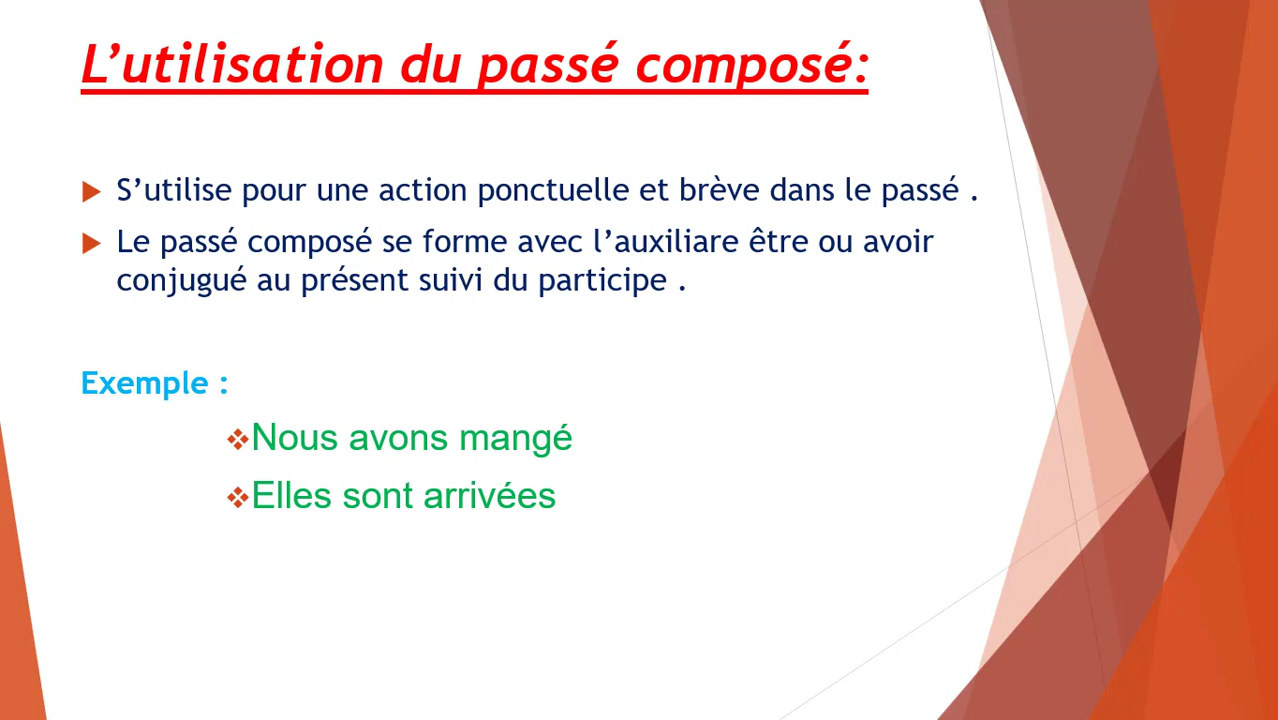 L’utilisation du passé composé:
S’utilise pour une action ponctuelle et brève dans le passé .
Le passé composé se forme avec l’auxiliare être ou avoir
conjugué au présent suivi du participe .
Exemple :
Nous avons mangé
Elles sont arrivées